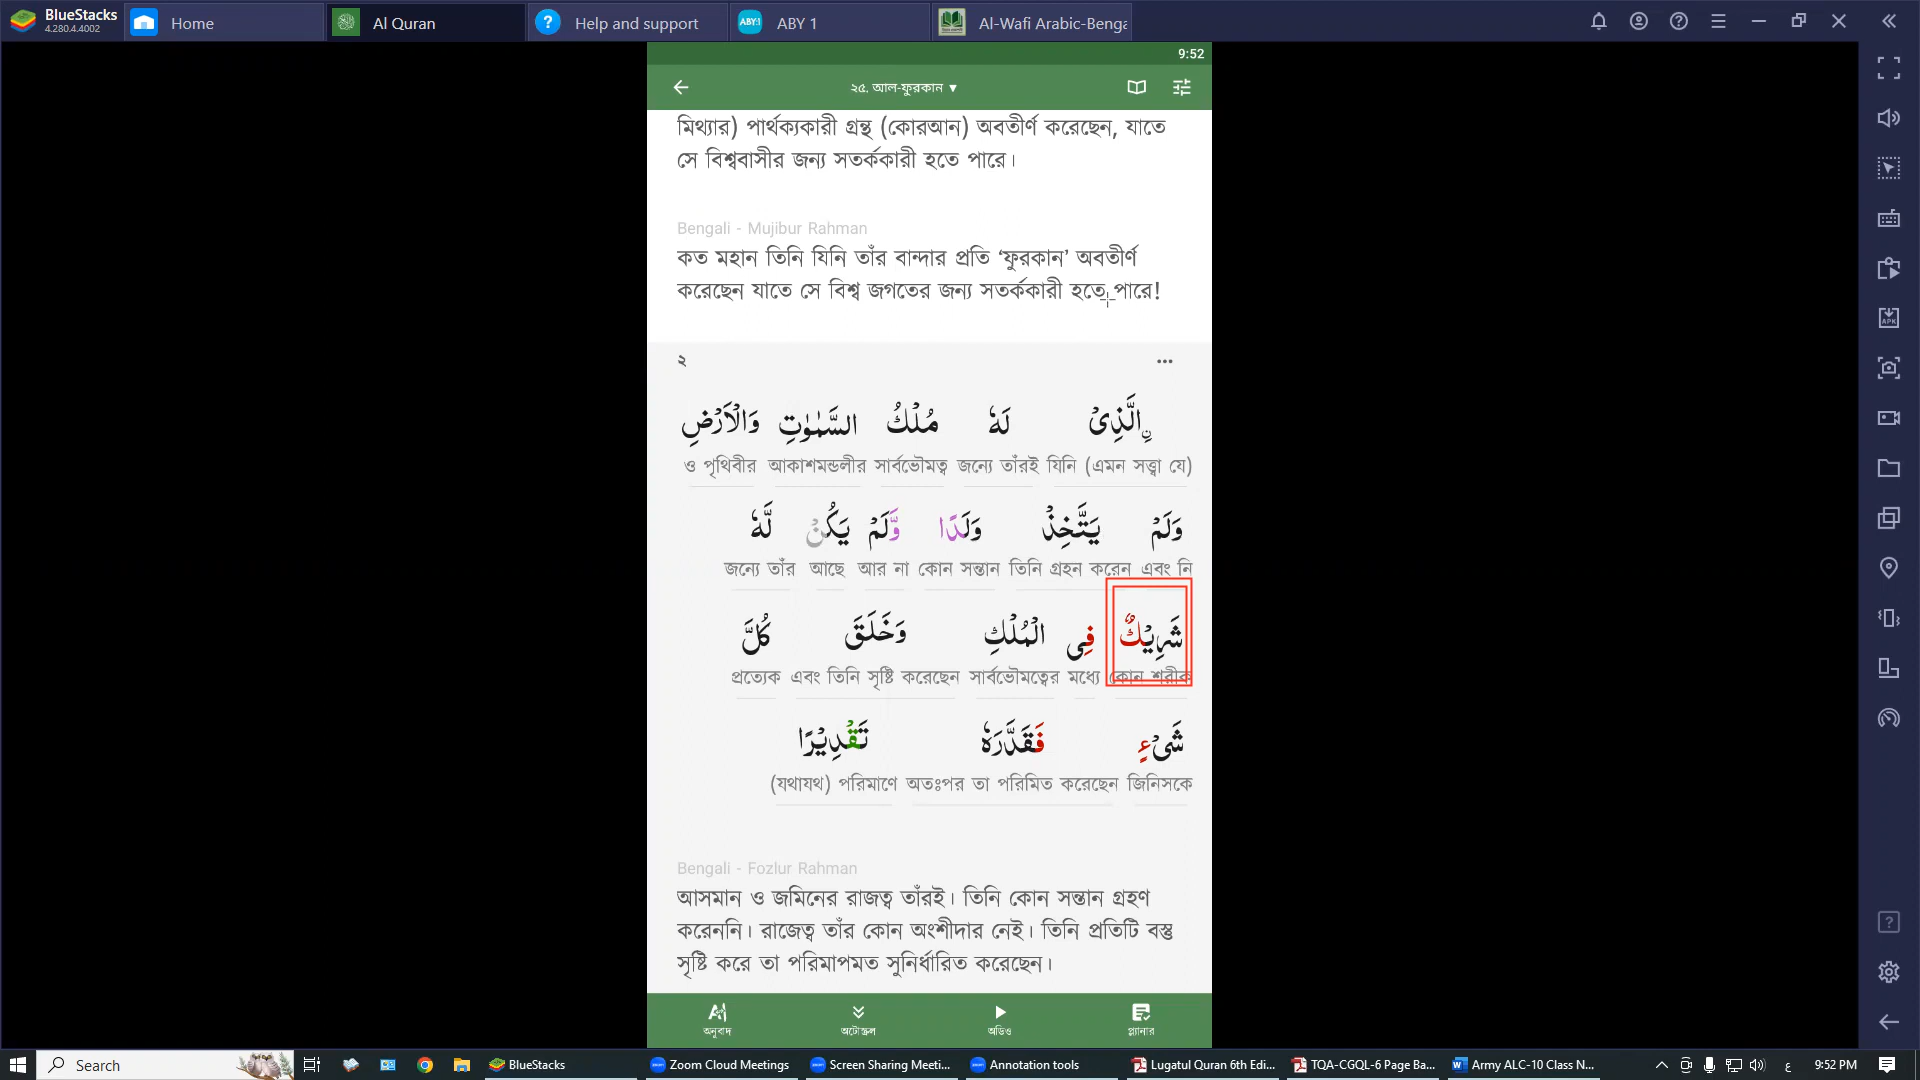 BlueStacks
4.280.4.4002
Home
Al Quran
Help and support
ABY 1
Al-Wafi Arabic-Benga
9:52
২৫. আল-ফুরকান ▾
মিথ্যার) পার্থক্যকারী গ্রন্থ (কোরআন) অবতীর্ণ করেছেন, যাতে
সে বিশ্ববাসীর জন্য সতর্ককারী হতে পারে।
Bengali - Mujibur Rahman
কত মহান তিনি যিনি তাঁর বান্দার প্রতি ‘ফুরকান’ অবতীর্ণ
করেছেন যাতে সে বিশ্ব জগতের জন্য সতর্ককারী হতে পারে!
২
ۨالَّذِیۡ لَهٗ مُلۡكُ السَّمٰوٰتِ وَالۡاَرۡضِ
ও পৃথিবীর আকাশমন্ডলীর সার্বভৌমত্ব জন্যে তাঁরই যিনি (এমন সত্ত্বা যে)
وَلَمۡ یَتَّخِذۡ وَلَدًا وَّلَمۡ یَكُنۡ لَّهٗ
জন্যে তাঁর আছে আর না কোন সন্তান তিনি গ্রহন করেন এবং নি
شَرِیۡكٌ فِی الۡمُلۡكِ وَخَلَقَ كُلَّ
প্রত্যেক এবং তিনি সৃষ্টি করেছেন সার্বভৌমত্বের মধ্যে কোন শরীক
شَیۡءٍ فَقَدَّرَهٗ تَقۡدِیۡرًا
(যথাযথ) পরিমাণে অতঃপর তা পরিমিত করেছেন জিনিসকে
Bengali - Fozlur Rahman
আসমান ও জমিনের রাজত্ব তাঁরই। তিনি কোন সন্তান গ্রহণ
করেননি। রাজত্বে তাঁর কোন অংশীদার নেই। তিনি প্রতিটি বস্তু
সৃষ্টি করে তা পরিমাপমত সুনির্ধারিত করেছেন।
অনুবাদ
অটোস্ক্রল
অডিও
প্ল্যানার
Search
BlueStacks
Zoom Cloud Meetings
Screen Sharing Meeti...
Annotation tools
Lugatul Quran 6th Edi...
TQA-CGQL-6 Page Ba...
Army ALC-10 Class N...
ع
9:52 PM